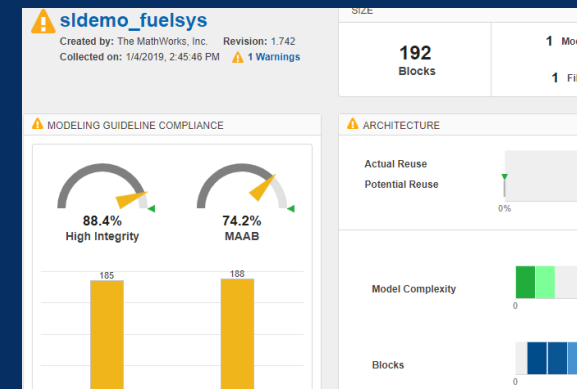 sldemo_fuelsys
Created by: The MathWorks, Inc. Revision: 1.742
Collected on: 1/4/2019, 2:45:46 PM 1 Warnings
SIZE
192
Blocks
1
1
MODELING GUIDELINE COMPLIANCE
88.4%
High Integrity
74.2%
MAAB
185
188
ARCHITECTURE
Actual Reuse
Potential Reuse
0%
Model Complexity
0
Blocks
0